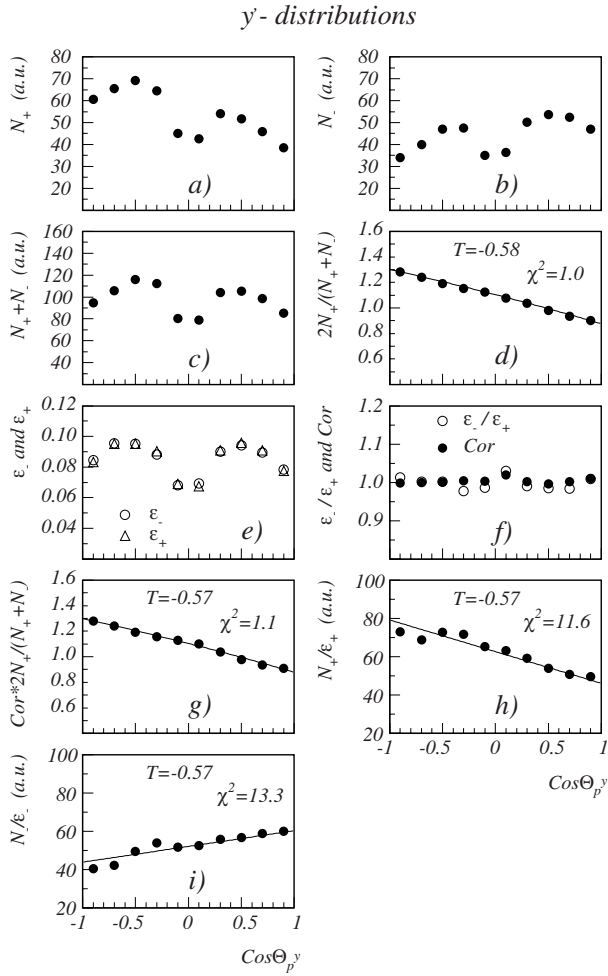 y- distributions
N+ (a.u.)
80
70
60
50
40
30
20
a)
N- (a.u.)
80
70
60
50
40
30
20
b)
N++N- (a.u.)
160
140
120
100
80
60
40
c)
2N+/(N++N-)
1.6
1.4
1.2
1.0
0.8
0.6
T=-0.58
χ²=1.0
d)
ε- and ε+
0.12
0.10
0.08
0.06
0.04
ε-
ε+
e)
ε-/ε+ and Cor
1.2
1.1
1.0
0.9
ε-/ε+
Cor
f)
Cor*2N+/(N++N-)
1.6
1.4
1.2
1.0
0.8
0.6
T=-0.57
χ²=1.1
g)
N+/ε+ (a.u.)
100
80
60
40
20
T=-0.57
χ²=11.6
h)
-1 -0.5 0 0.5 1
CosΘp y
N-/ε- (a.u.)
100
80
60
40
20
T=-0.57
χ²=13.3
i)
-1 -0.5 0 0.5 1
CosΘp y